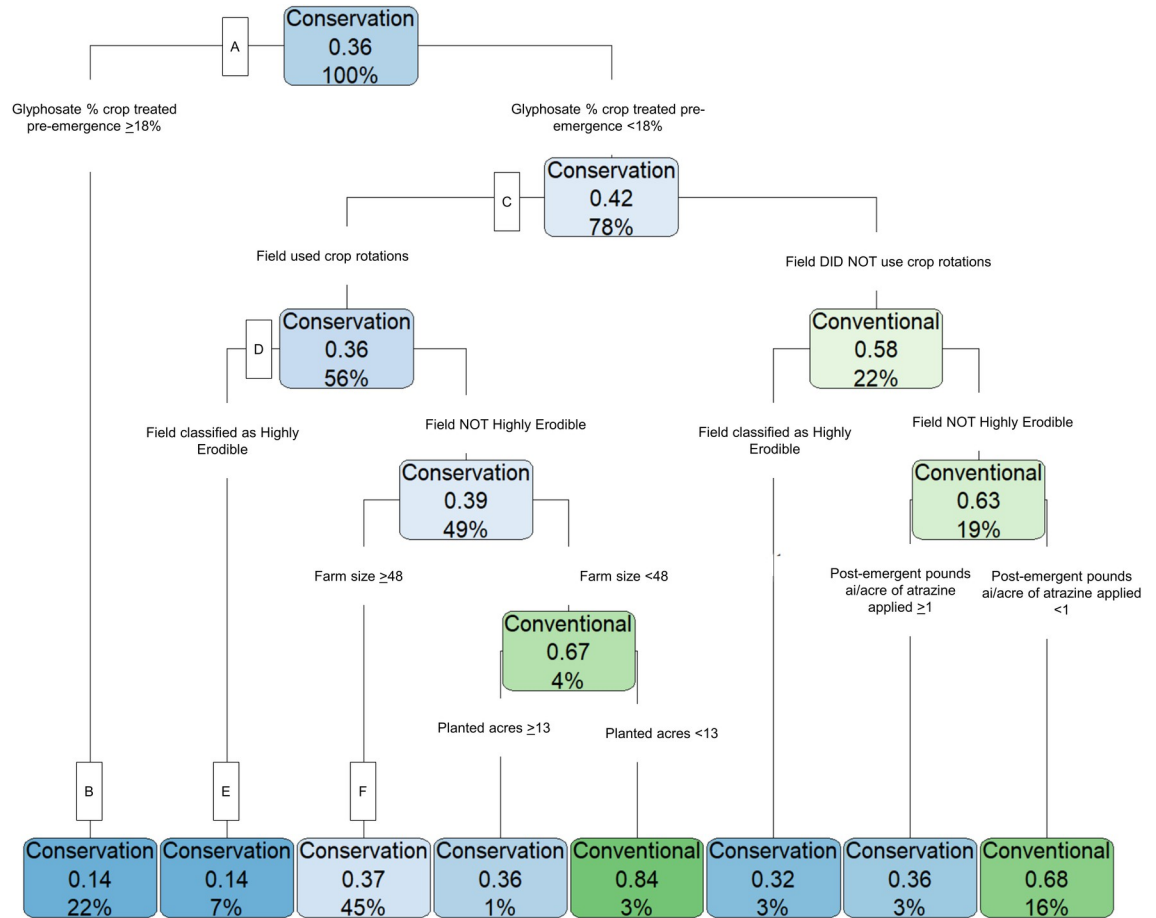 Conservation
0.36
100%
A
Glyphosate % crop treated
pre-emergence ≥18%
Glyphosate % crop treated pre-
emergence <18%
Conservation
0.42
78%
C
Field used crop rotations
Field DID NOT use crop rotations
Conservation
0.36
56%
D
Conventional
0.58
22%
Field classified as Highly
Erodible
Field NOT Highly Erodible
Field classified as Highly
Erodible
Field NOT Highly Erodible
Conservation
0.39
49%
Conventional
0.63
19%
Farm size ≥48
Farm size <48
Post-emergent pounds
ai/acre of atrazine
applied ≥1
Post-emergent pounds
ai/acre of atrazine applied
<1
Conventional
0.67
4%
Planted acres ≥13
Planted acres <13
B
E
F
Conservation
0.14
22%
Conservation
0.14
7%
Conservation
0.37
45%
Conservation
0.36
1%
Conventional
0.84
3%
Conservation
0.32
3%
Conservation
0.36
3%
Conventional
0.68
16%